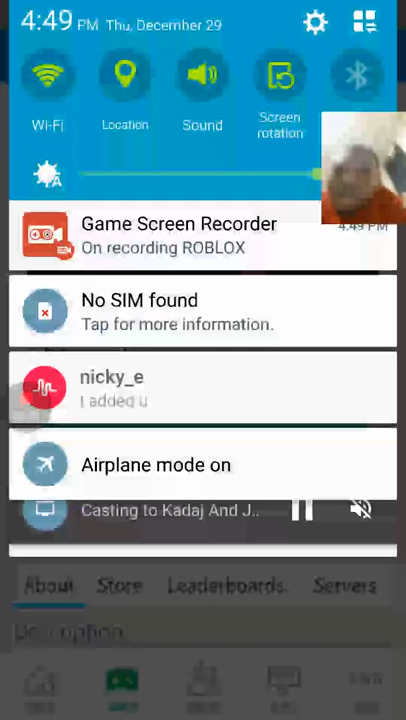 4:49 PM Thu, December 29
Wi-Fi
Location
Sound
Screen rotation
Bluetooth
A
Game Screen Recorder
4:49 PM
On recording ROBLOX
No SIM found
Tap for more information.
nicky_e
I added u
Airplane mode on
Casting to Kadaj And J..
About Store Leaderboards Servers
Description